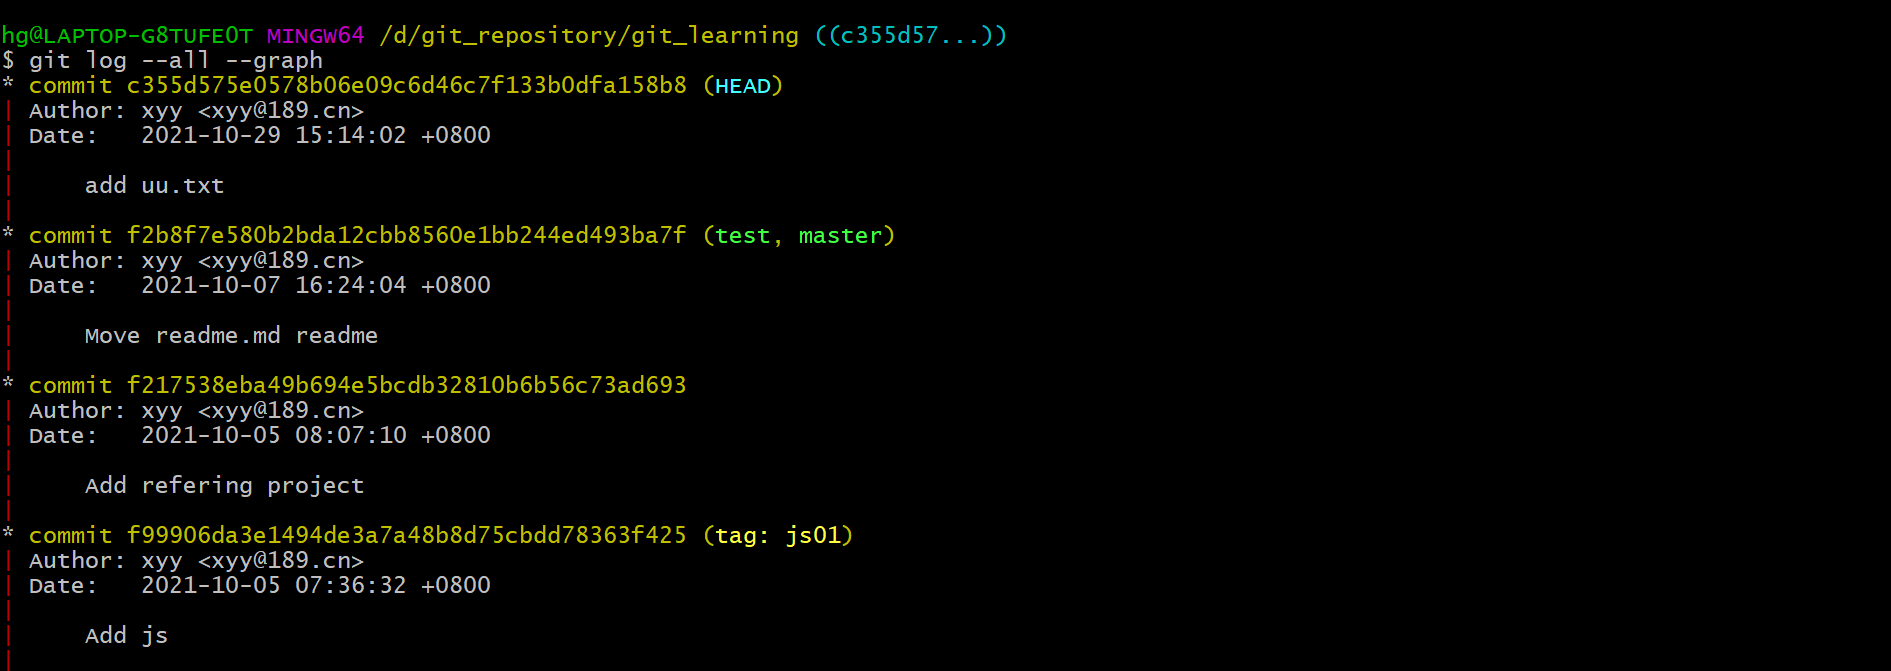 hg@LAPTOP-G8TUFE0T MINGW64 /d/git_repository/git_learning ((c355d57...))
$ git log --all --graph
* commit c355d575e0578b06e09c6d46c7f133b0dfa158b8 (HEAD)
| Author: xyy <xyy@189.cn>
| Date:   2021-10-29 15:14:02 +0800
|
|     add uu.txt
|
* commit f2b8f7e580b2bda12cbb8560e1bb244ed493ba7f (test, master)
| Author: xyy <xyy@189.cn>
| Date:   2021-10-07 16:24:04 +0800
|
|     Move readme.md readme
|
* commit f217538eba49b694e5bcdb32810b6b56c73ad693
| Author: xyy <xyy@189.cn>
| Date:   2021-10-05 08:07:10 +0800
|
|     Add refering project
|
* commit f99906da3e1494de3a7a48b8d75cbdd78363f425 (tag: js01)
| Author: xyy <xyy@189.cn>
| Date:   2021-10-05 07:36:32 +0800
|
|     Add js
|